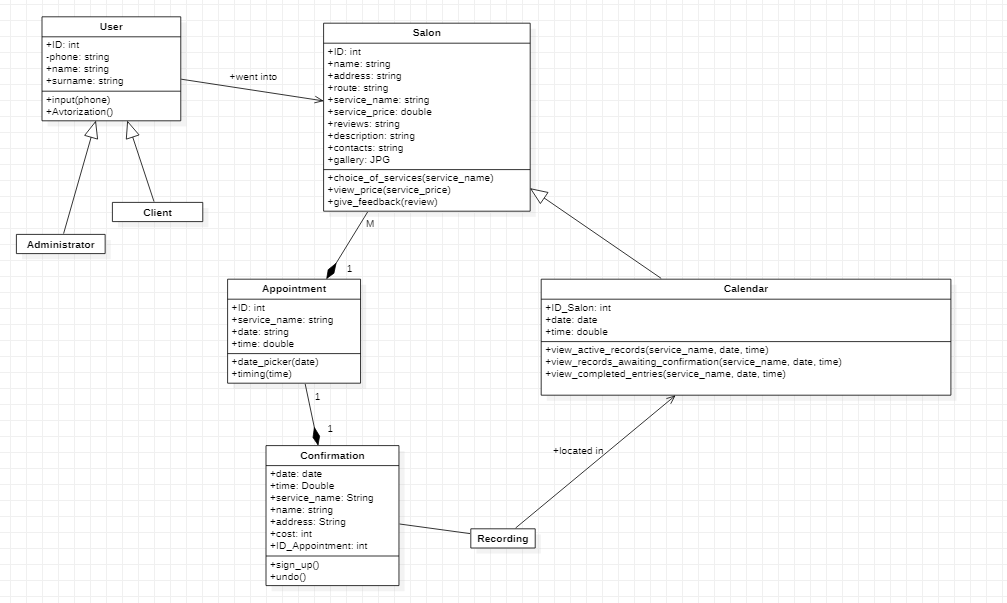 User
+ID: int
-phone: string
+name: string
+surname: string
+input(phone)
+Avtorization()
+went into
Salon
+ID: int
+name: string
+address: string
+route: string
+service_name: string
+service_price: double
+reviews: string
+description: string
+contacts: string
+gallery: JPG
+choice_of_services(service_name)
+view_price(service_price)
+give_feedback(review)
Client
Administrator
M
1
Appointment
+ID: int
+service_name: string
+date: string
+time: double
+date_picker(date)
+timing(time)
Calendar
+ID_Salon: int
+date: date
+time: double
+view_active_records(service_name, date, time)
+view_records_awaiting_confirmation(service_name, date, time)
+view_completed_entries(service_name, date, time)
1
1
+located in
Confirmation
+date: date
+time: Double
+service_name: String
+name: string
+address: String
+cost: int
+ID_Appointment: int
+sign_up()
+undo()
Recording